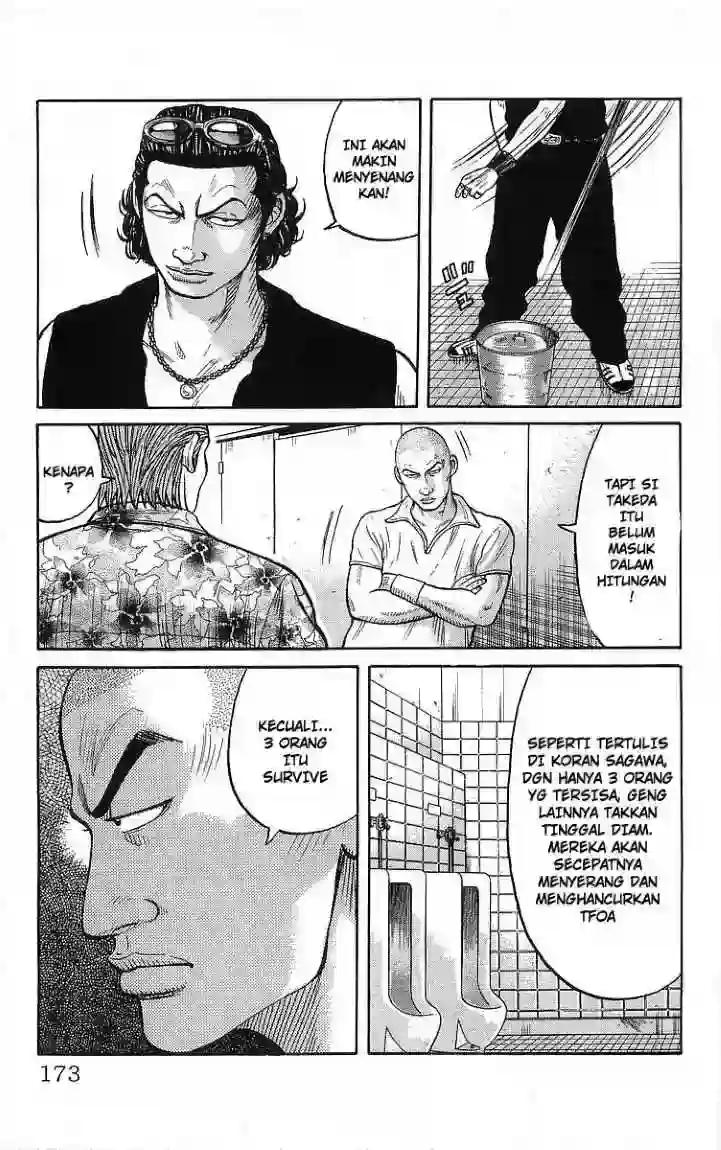 INI AKAN
MAKIN
MENYENANG
KAN!
TAPI SI
TAKEDA
ITU
BELUM
MASUK
DALAM
HITUNGAN
!
KENAPA
?
SEPERTI TERTULIS
DI KORAN SAGAWA,
DGN HANYA 3 ORANG
YG TERSISA, GENG
LAINNYA TAKKAN
TINGGAL DIAM.
MEREKA AKAN
SECEPATNYA
MENYERANG DAN
MENGHANCURKAN
TFOA
KECUALI...
3 ORANG
ITU
SURVIVE
173